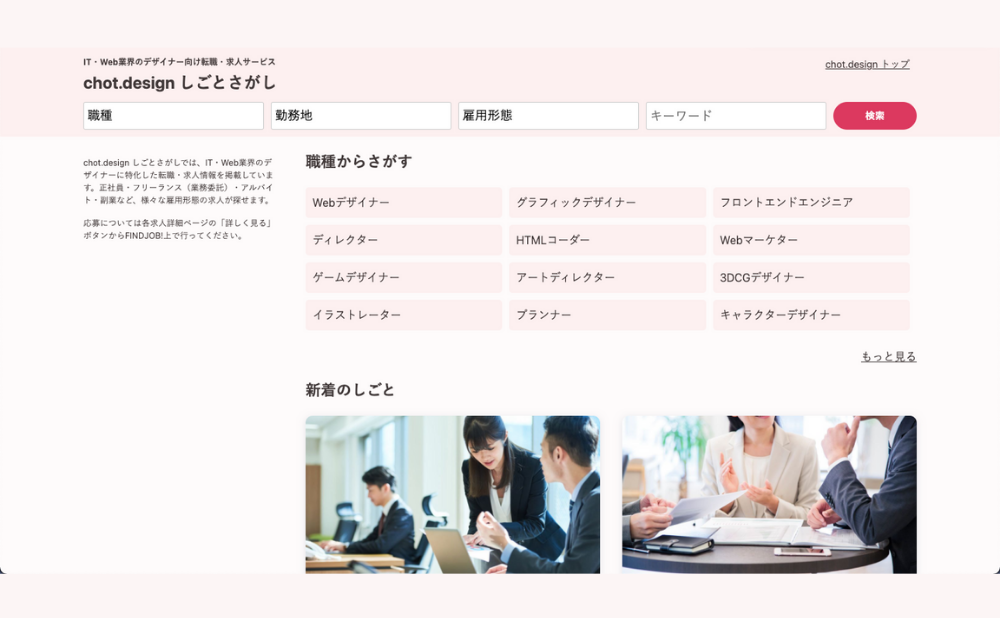 IT・Web業界のデザイナー向け転職・求人サービス
chot.design しごとさがし
chot.design トップ
職種
勤務地
雇用形態
キーワード
検索
chot.design しごとさがしでは、IT・Web業界のデ
ザイナーに特化した転職・求人情報を掲載していま
す。正社員・フリーランス（業務委託）・アルバイ
ト・副業など、様々な雇用形態の求人が探せます。
応募については各求人詳細ページの「詳しく見る」
ボタンからFINDJOB!上で行ってください。
職種からさがす
Webデザイナー
グラフィックデザイナー
フロントエンドエンジニア
ディレクター
HTMLコーダー
Webマーケター
ゲームデザイナー
アートディレクター
3DCGデザイナー
イラストレーター
プランナー
キャラクターデザイナー
もっと見る
新着のしごと